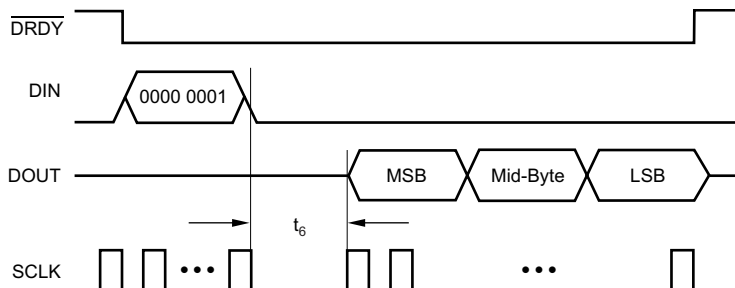 DRDY
DIN
0000 0001
DOUT
MSB
Mid-Byte
LSB
t6
SCLK